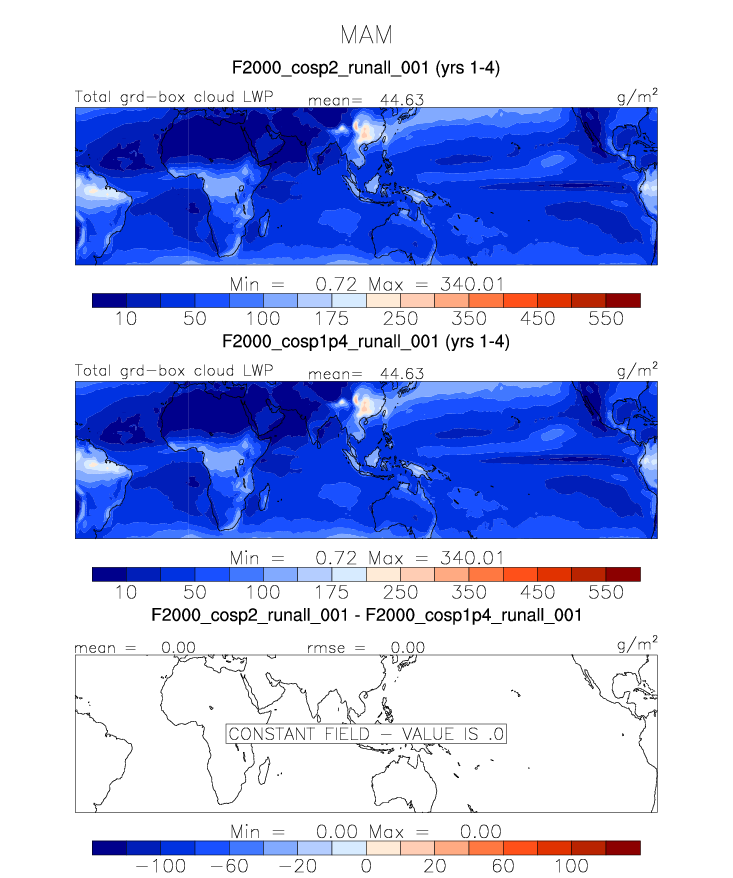 MAM
F2000_cosp2_runall_001 (yrs 1-4)
Total grd-box cloud LWP mean= 44.63 g/m²
Min = 0.72 Max = 340.01
10 50 100 175 250 350 450 550
F2000_cosp1p4_runall_001 (yrs 1-4)
Total grd-box cloud LWP mean= 44.63 g/m²
Min = 0.72 Max = 340.01
10 50 100 175 250 350 450 550
F2000_cosp2_runall_001 - F2000_cosp1p4_runall_001
mean = 0.00 rmse = 0.00 g/m²
CONSTANT FIELD - VALUE IS .0
Min = 0.00 Max = 0.00
-100 -60 -20 0 20 60 100